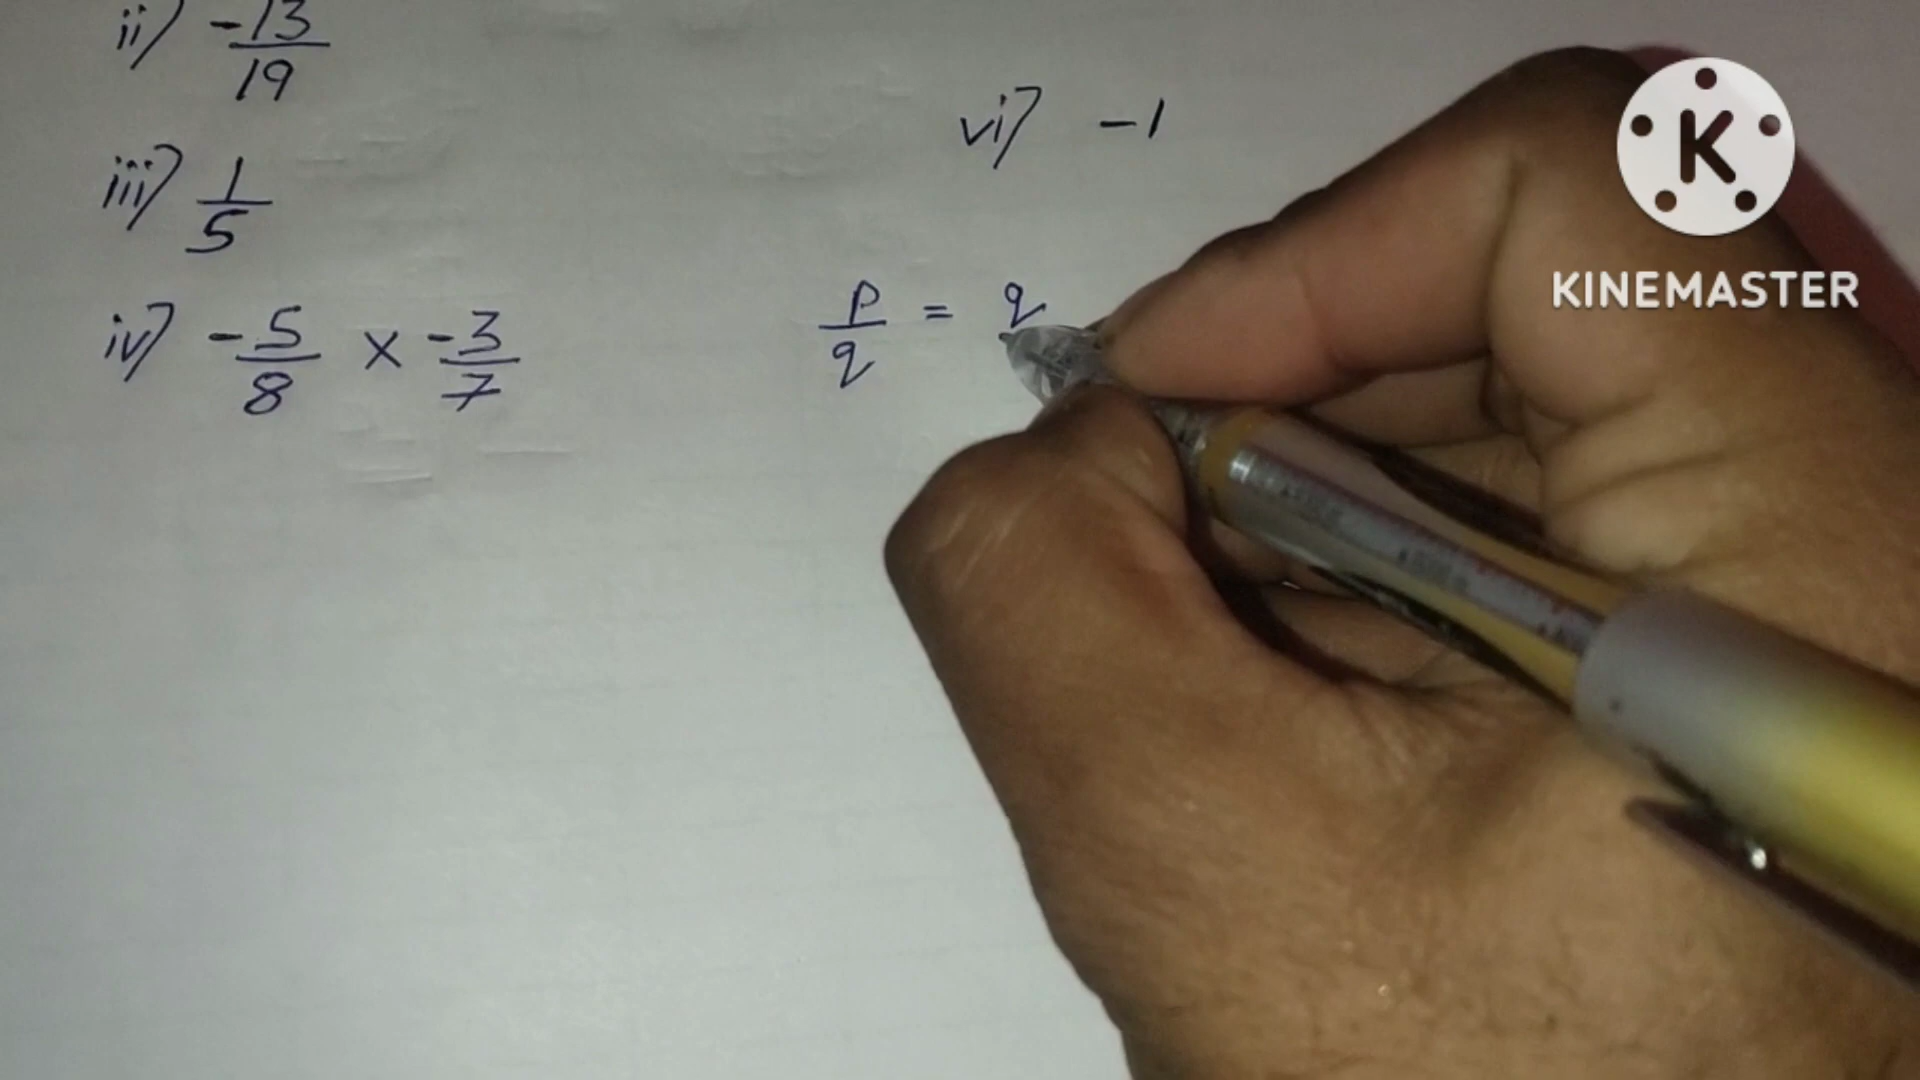 ii) -13/19
iii) 1/5
iv) -5/8 × -3/7
vi) -1
p/q = q
K
KINEMASTER